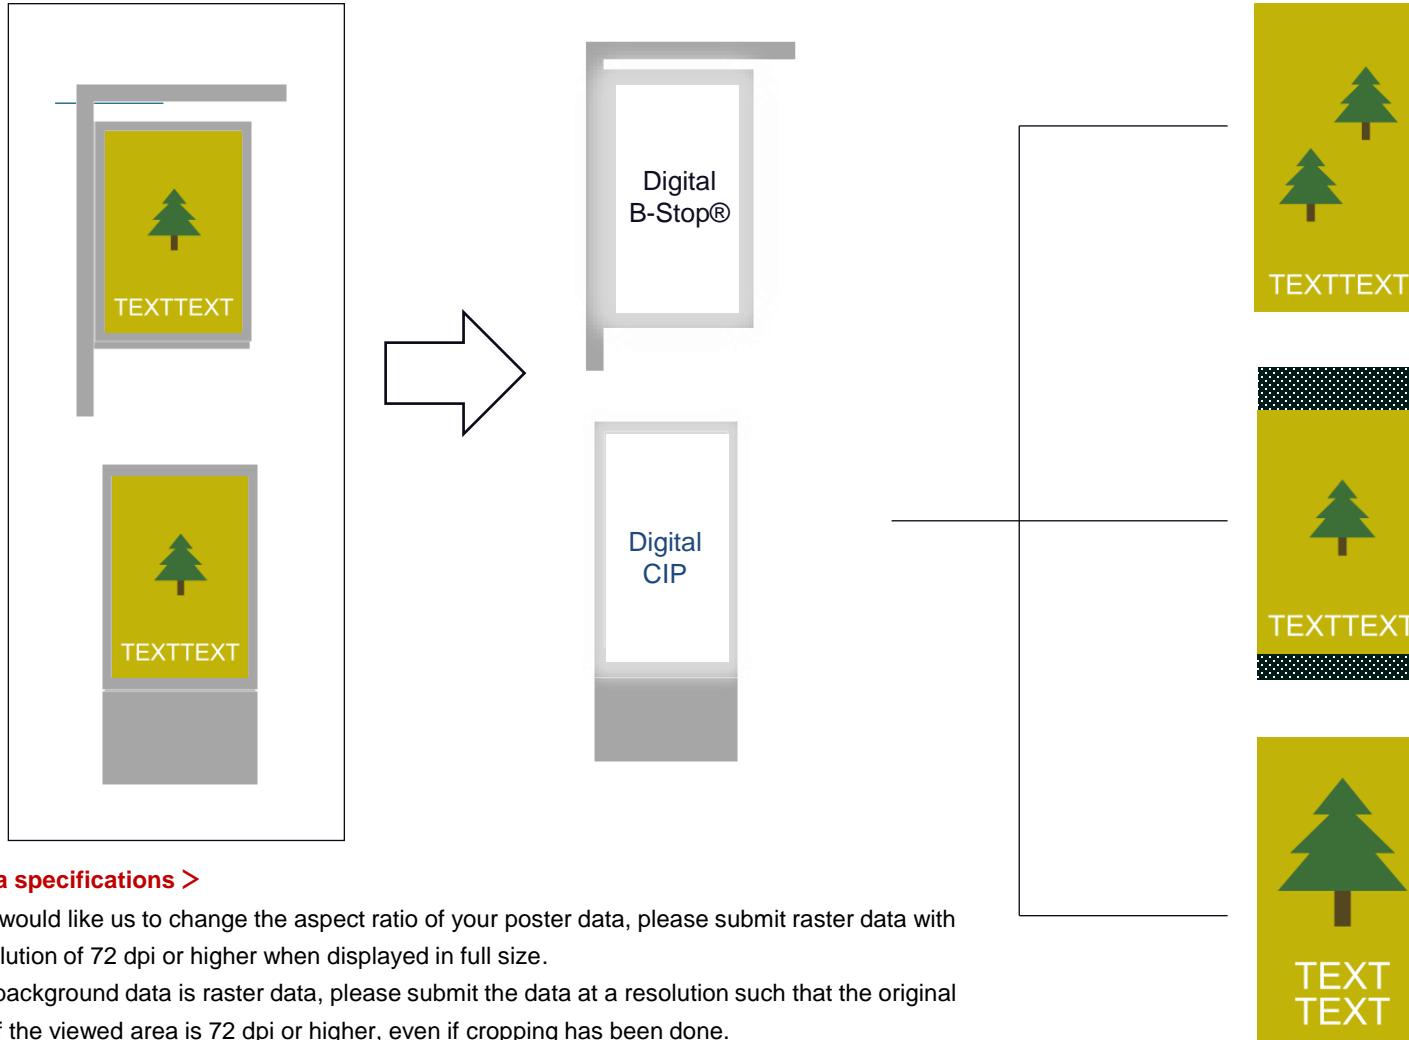 TEXTTEXT
TEXTTEXT
Digital
B-Stop®
Digital
CIP
TEXTTEXT
TEXTTEXT
TEXT
TEXT
specifications >
would like us to change the aspect ratio of your poster data, please submit raster data with
of 72 dpi or higher when displayed in full size.
background data is raster data, please submit the data at a resolution such that the original
the viewed area is 72 dpi or higher, even if cropping has been done.